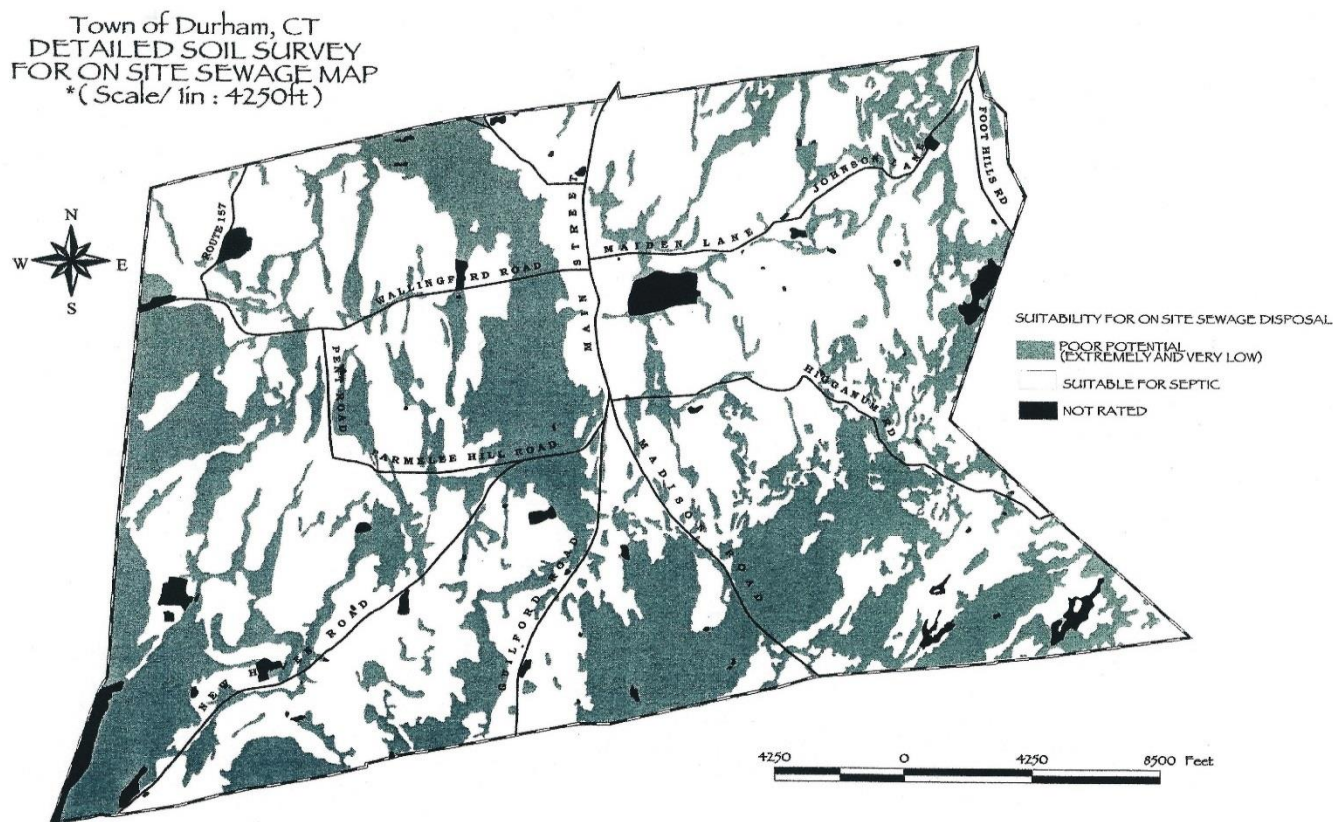 Town of Durham, CT
DETAILED SOIL SURVEY
FOR ON SITE SEWAGE MAP
*(Scale/ 1in : 4250ft)
N
W E
S
FOOT HILLS RD
JOHNSON LANE
ROUTE 157
MAIN STREET
MAIDEN LANE
WALLINGFORD ROAD
SUITABILITY FOR ON SITE SEWAGE DISPOSAL
POOR POTENTIAL
(EXTREMELY AND VERY LOW)
SUITABLE FOR SEPTIC
NOT RATED
HIGGANUM RD
ROAD
PARMELEE HILL ROAD
MADISON ROAD
GUILFORD ROAD
NEW ROAD
4250 0 4250 8500 Feet